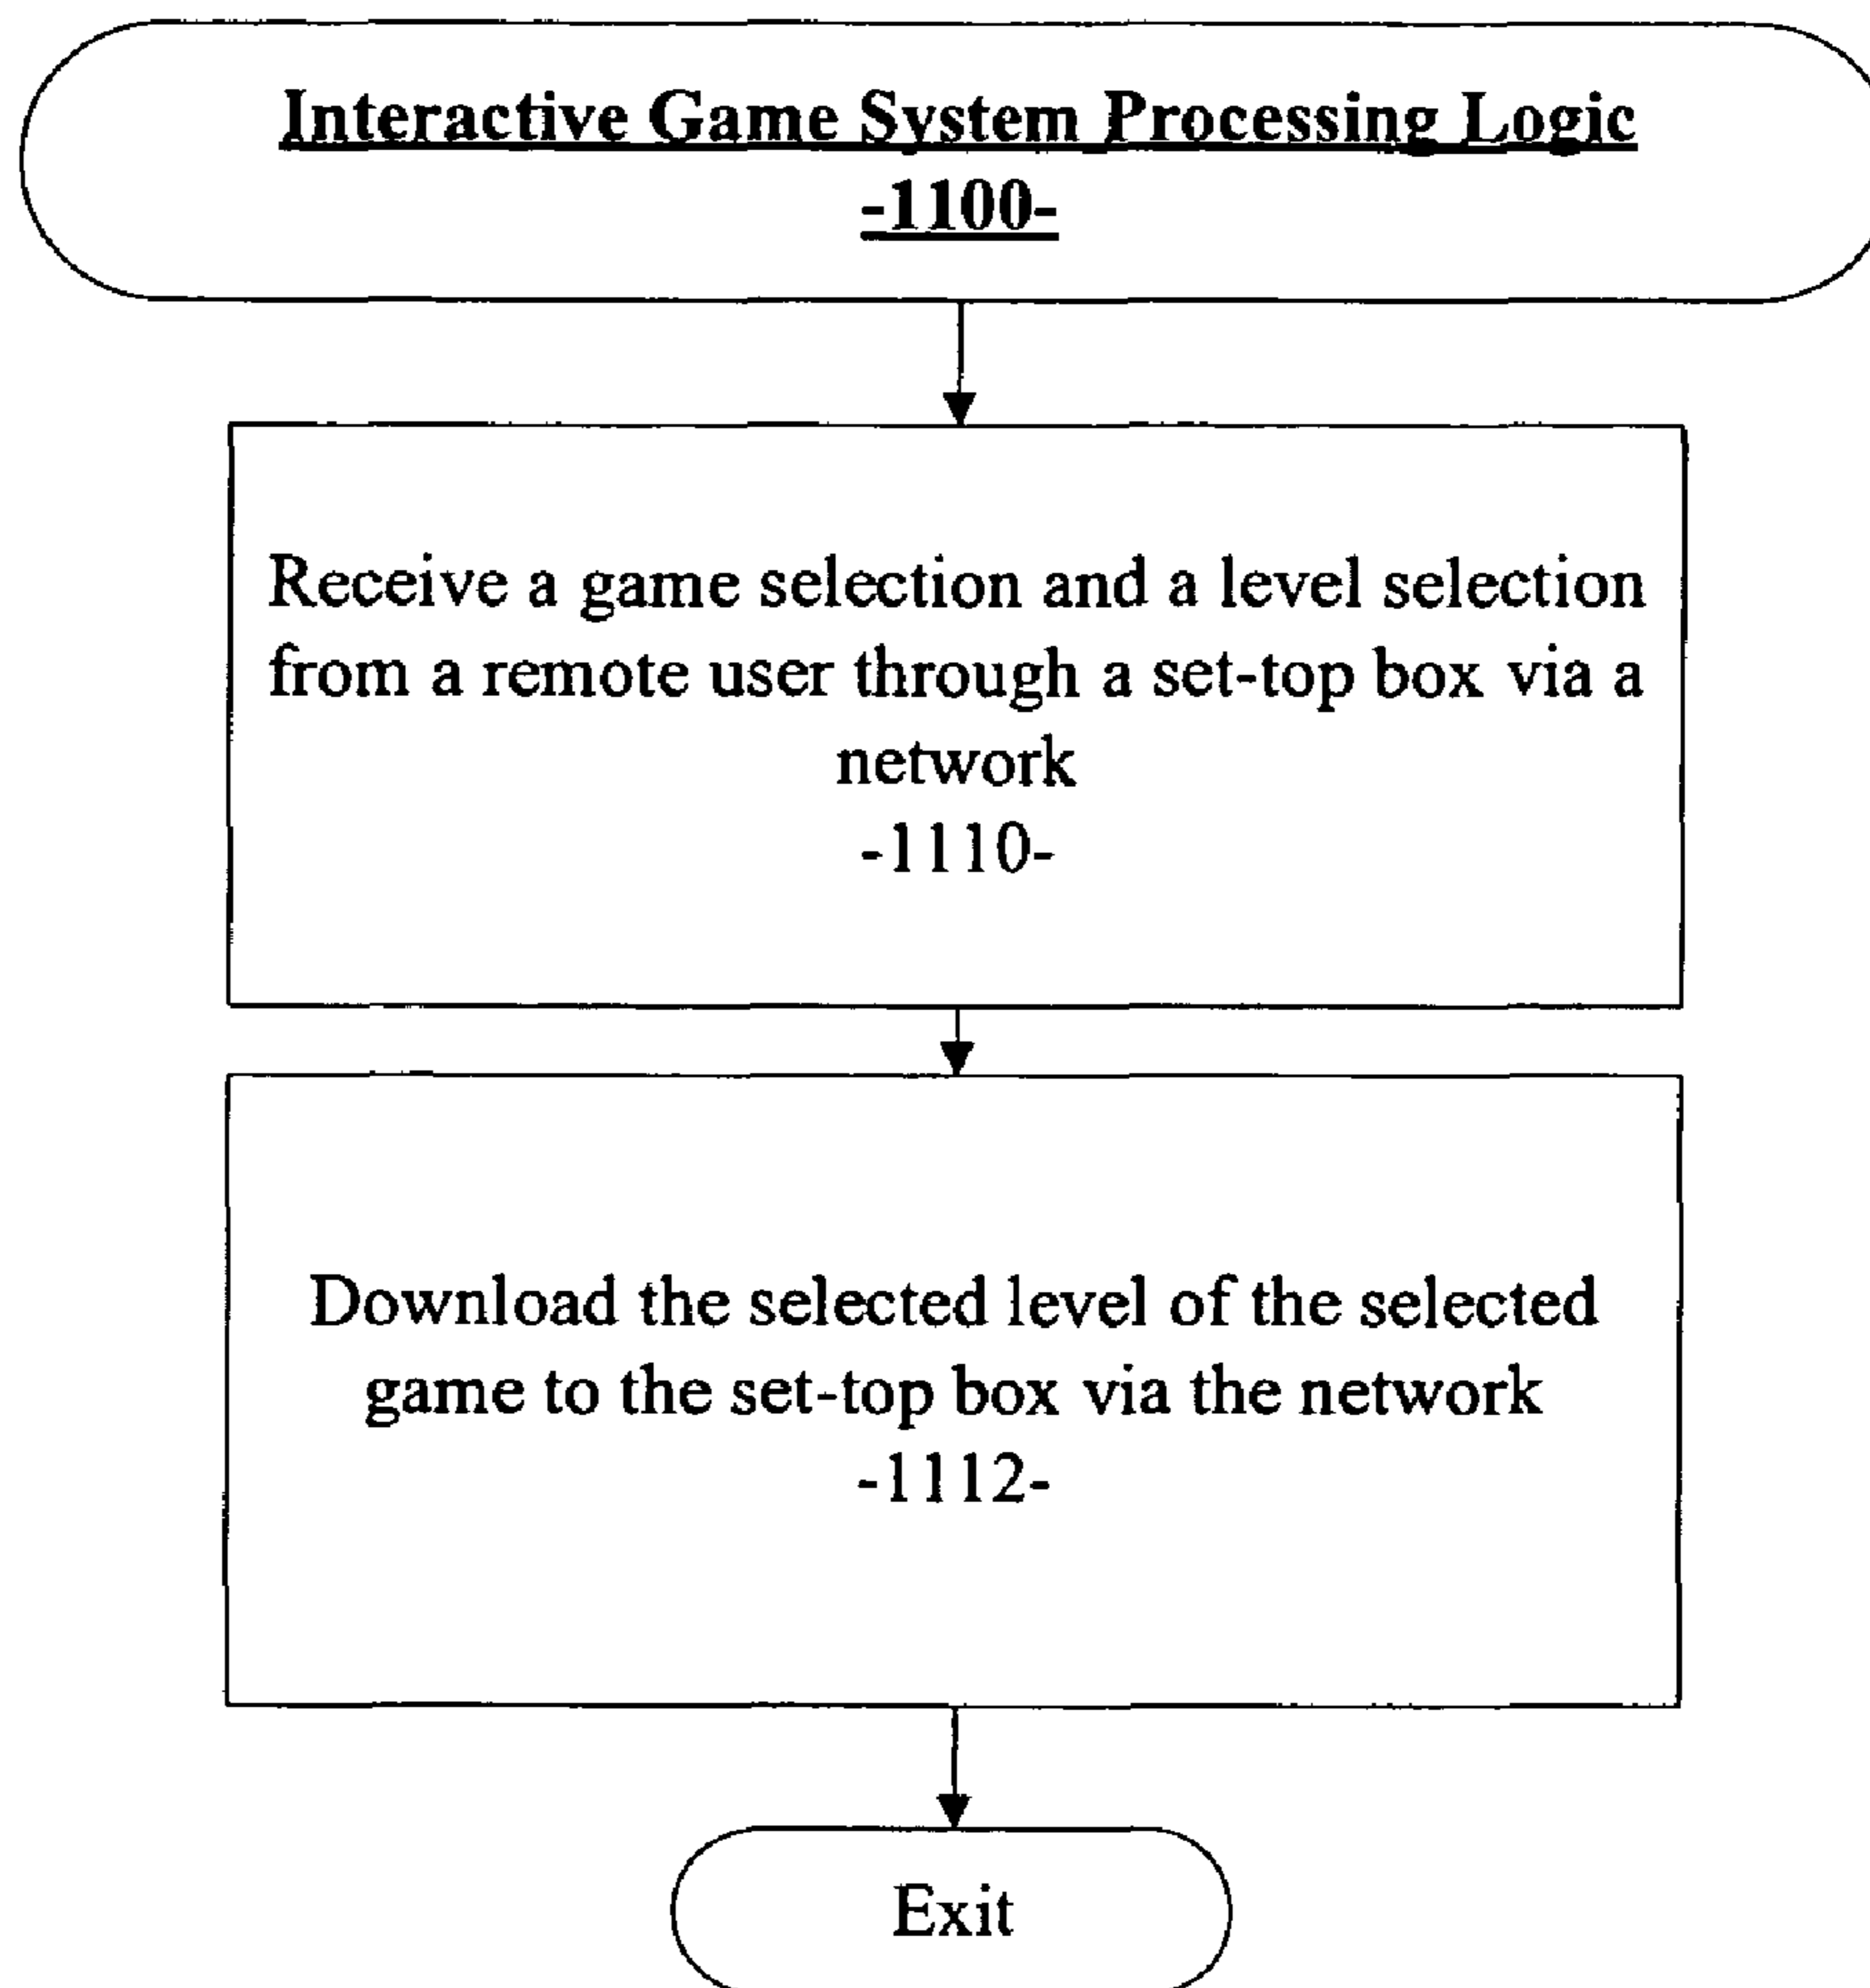 Interactive Game System Processing Logic
-1100-
Receive a game selection and a level selection
from a remote user through a set-top box via a
network
-1110-
Download the selected level of the selected
game to the set-top box via the network
-1112-
Exit